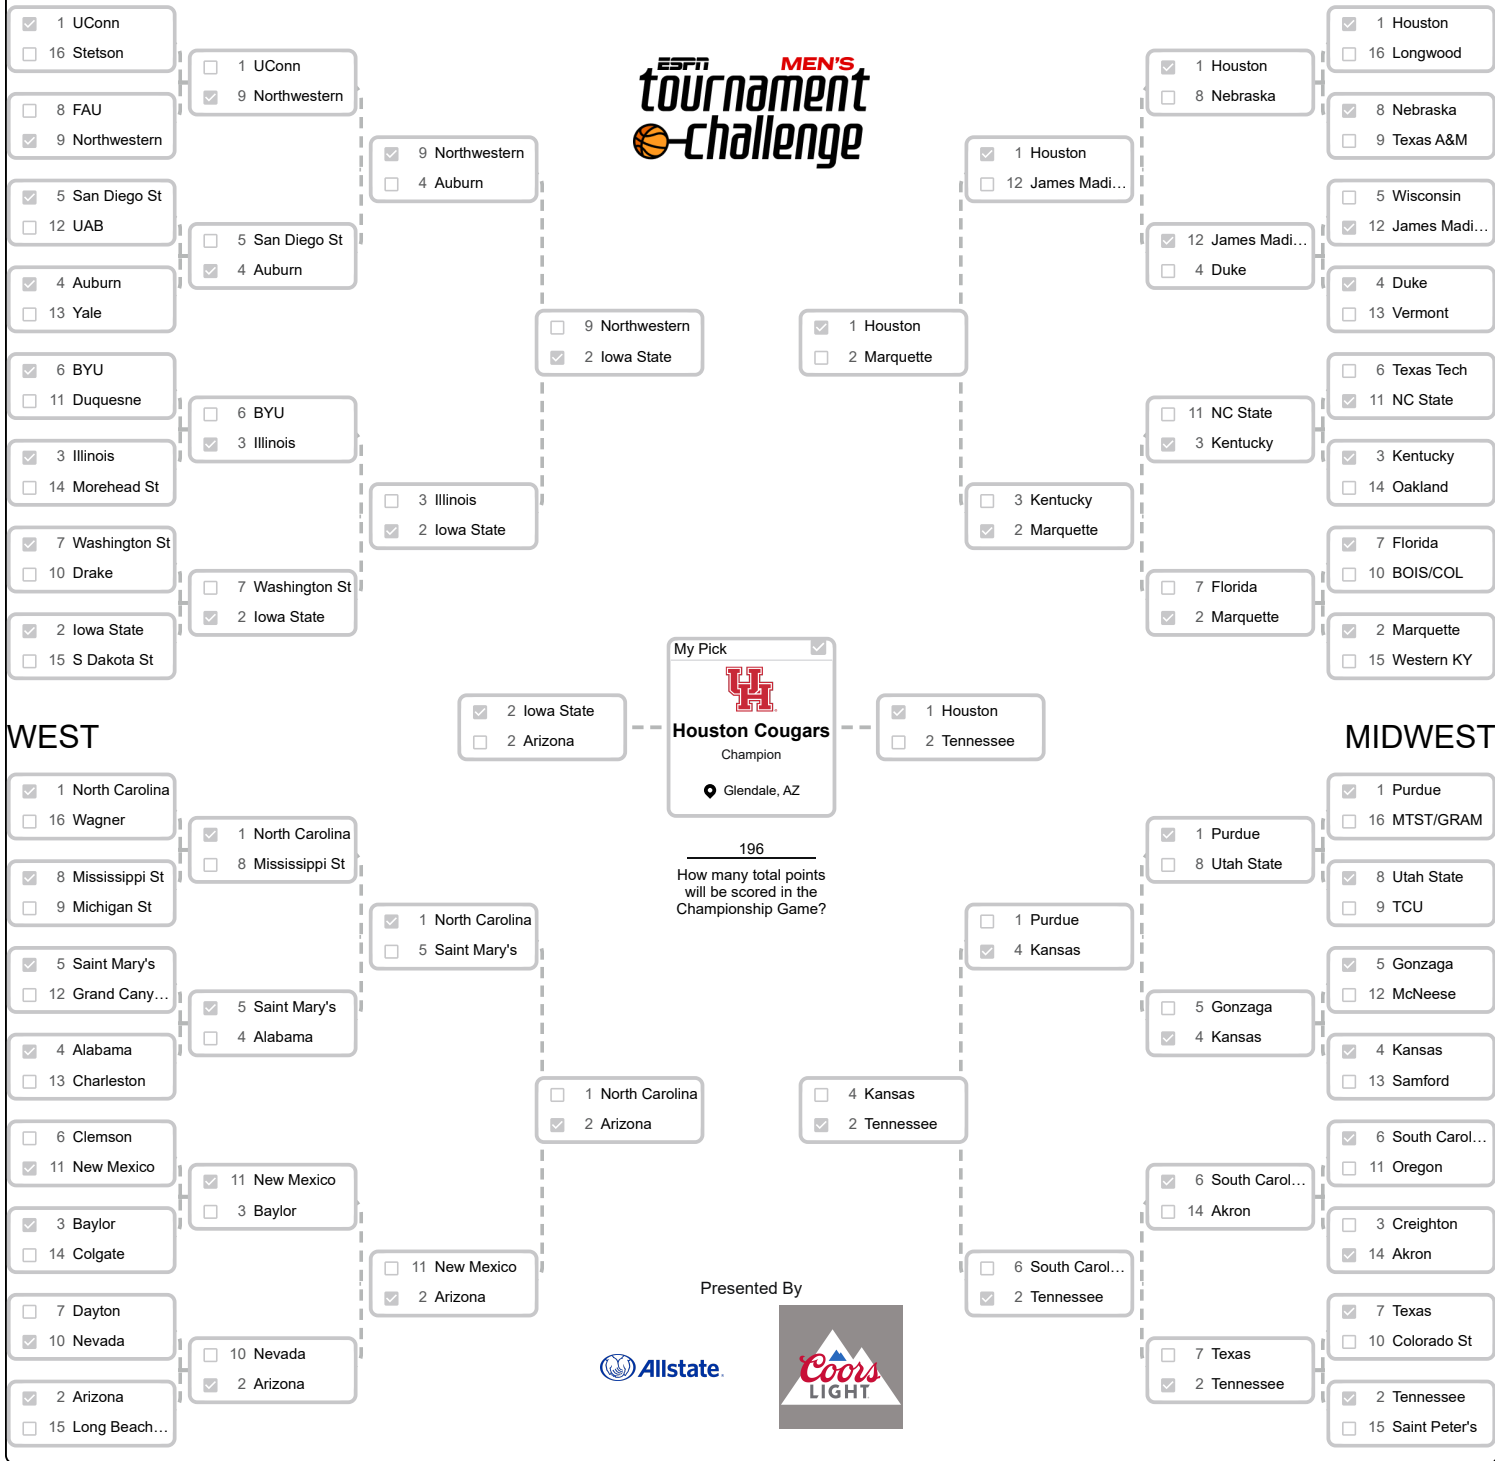 1 UConn
16 Stetson
8 FAU
9 Northwestern
5 San Diego St
12 UAB
4 Auburn
13 Yale
6 BYU
11 Duquesne
3 Illinois
14 Morehead St
7 Washington St
10 Drake
2 Iowa State
15 S Dakota St
1 UConn
9 Northwestern
5 San Diego St
4 Auburn
6 BYU
3 Illinois
7 Washington St
2 Iowa State
9 Northwestern
4 Auburn
3 Illinois
2 Iowa State
9 Northwestern
2 Iowa State
ESPN MEN'S
tournament
challenge
1 Houston
2 Marquette
1 Houston
12 James Madi...
3 Kentucky
2 Marquette
1 Houston
8 Nebraska
12 James Madi...
4 Duke
11 NC State
3 Kentucky
7 Florida
2 Marquette
1 Houston
16 Longwood
8 Nebraska
9 Texas A&M
5 Wisconsin
12 James Madi...
4 Duke
13 Vermont
6 Texas Tech
11 NC State
3 Kentucky
14 Oakland
7 Florida
10 BOIS/COL
2 Marquette
15 Western KY
2 Iowa State
2 Arizona
My Pick
UH
Houston Cougars
Champion
Glendale, AZ
1 Houston
2 Tennessee
196
How many total points
will be scored in the
Championship Game?
WEST
1 North Carolina
16 Wagner
8 Mississippi St
9 Michigan St
5 Saint Mary's
12 Grand Cany...
4 Alabama
13 Charleston
6 Clemson
11 New Mexico
3 Baylor
14 Colgate
7 Dayton
10 Nevada
2 Arizona
15 Long Beach...
1 North Carolina
8 Mississippi St
5 Saint Mary's
4 Alabama
11 New Mexico
3 Baylor
10 Nevada
2 Arizona
1 North Carolina
5 Saint Mary's
11 New Mexico
2 Arizona
1 North Carolina
2 Arizona
MIDWEST
4 Kansas
2 Tennessee
1 Purdue
4 Kansas
6 South Carol...
2 Tennessee
1 Purdue
8 Utah State
5 Gonzaga
4 Kansas
6 South Carol...
14 Akron
7 Texas
2 Tennessee
1 Purdue
16 MTST/GRAM
8 Utah State
9 TCU
5 Gonzaga
12 McNeese
4 Kansas
13 Samford
6 South Carol...
11 Oregon
3 Creighton
14 Akron
7 Texas
10 Colorado St
2 Tennessee
15 Saint Peter's
Presented By
Allstate.
Coors
LIGHT